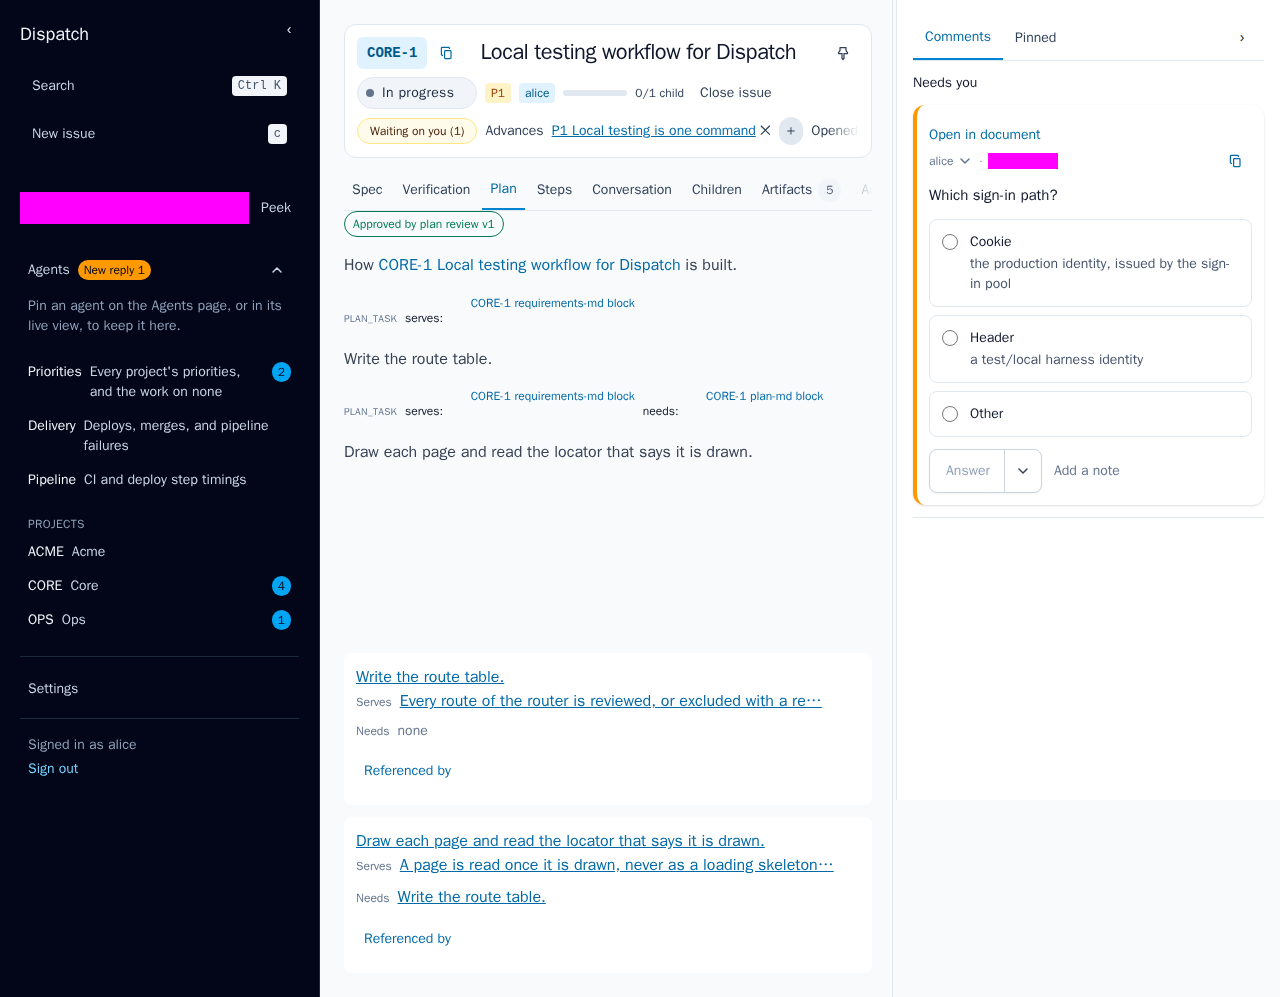 Dispatch
Search
Ctrl K
New issue
C
Peek
Agents
New reply 1
Pin an agent on the Agents page, or in its
live view, to keep it here.
Priorities
Every project's priorities,
and the work on none
2
Delivery
Deploys, merges, and pipeline
failures
Pipeline
CI and deploy step timings
PROJECTS
ACME Acme
CORE Core
4
OPS Ops
1
Settings
Signed in as alice
Sign out
CORE-1
Local testing workflow for Dispatch
In progress
P1
alice
0/1 child
Close issue
Waiting on you (1)
Advances
P1 Local testing is one command
+
Opened
Spec
Verification
Plan
Steps
Conversation
Children
Artifacts 5
Approved by plan review v1
How CORE-1 Local testing workflow for Dispatch is built.
CORE-1 requirements-md block
PLAN_TASK serves:
Write the route table.
CORE-1 requirements-md block
CORE-1 plan-md block
PLAN_TASK serves:
needs:
Draw each page and read the locator that says it is drawn.
Write the route table.
Serves Every route of the router is reviewed, or excluded with a re…
Needs none
Referenced by
Draw each page and read the locator that says it is drawn.
Serves A page is read once it is drawn, never as a loading skeleton…
Needs Write the route table.
Referenced by
Comments
Pinned
Needs you
Open in document
alice ·
Which sign-in path?
Cookie
the production identity, issued by the sign-
in pool
Header
a test/local harness identity
Other
Answer
Add a note